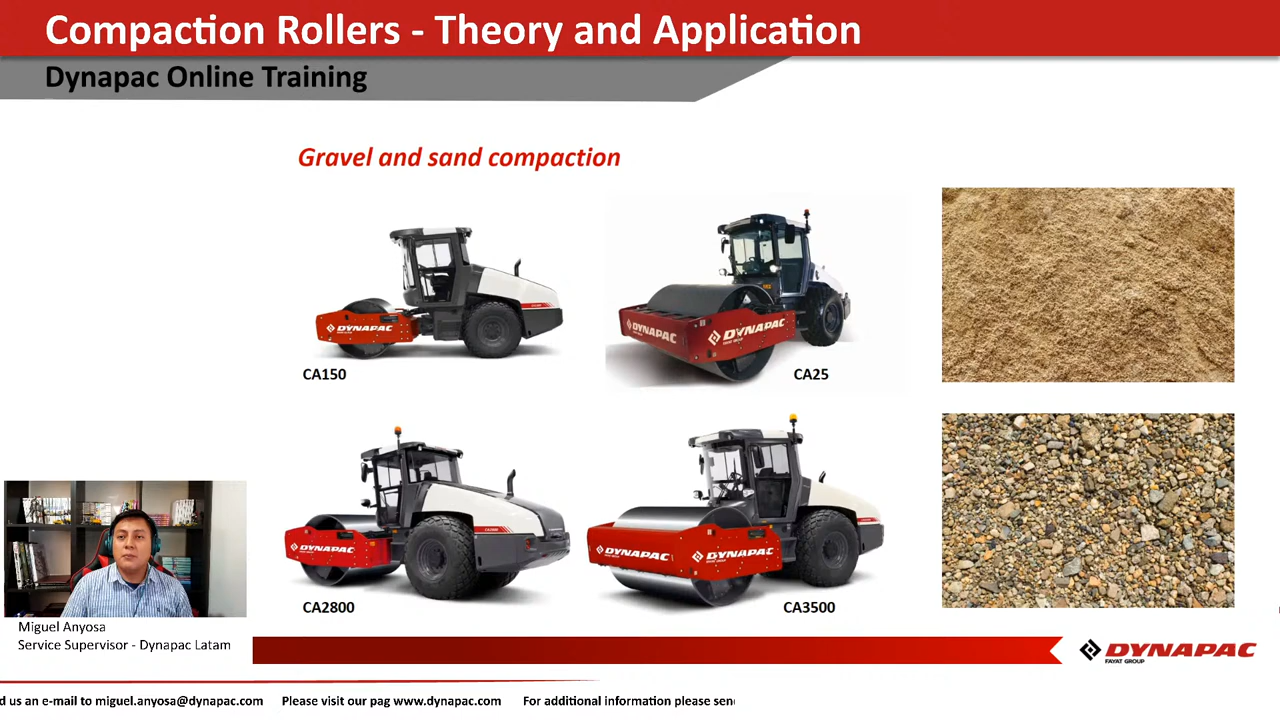 Compaction Rollers - Theory and Application
Dynapac Online Training
Gravel and sand compaction
DYNAPAC
DYNAPAC
DYNAPAC
CA150
CA25
DYNAPAC
DYNAPAC
DYNAPAC
CA2800
CA3500
Miguel Anyosa
Service Supervisor - Dynapac Latam
DYNAPAC
FAYAT GROUP
d us an e-mail to miguel.anyosa@dynapac.com Please visit our pag www.dynapac.com For additional information please sen